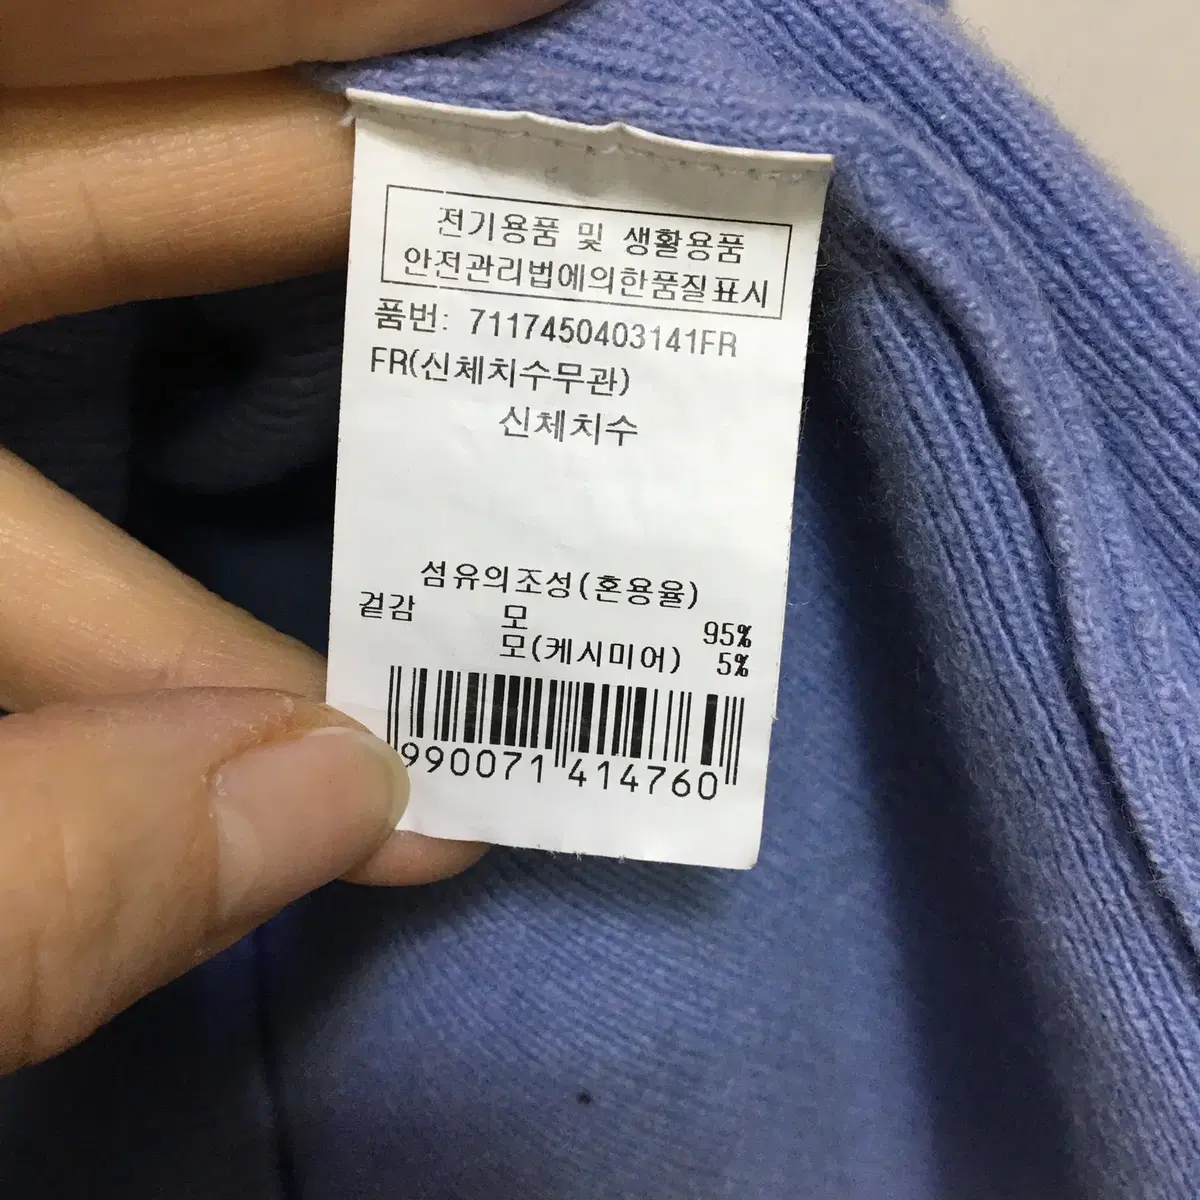 전기용품 및 생활용품
안전관리법에의한품질표시
품번: 7117450403141FR
FR(신체치수무관)
신체치수
섬유의조성(혼용율)
겉감 모 95%
모(케시미어) 5%
990071 414760